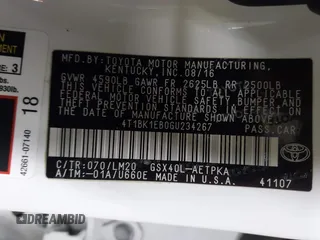 MENT
3
930LB.
18
42661-07140
MFD.BY:TOYOTA MOTOR MANUFACTURING,
KENTUCKY,INC.08/16
GVWR 4590LB GAWR FR 2625LB RR 2500LB
THIS VEHICLE CONFORMS TO ALL APPLICABLE
FEDERAL MOTOR VEHICLE SAFETY, BUMPER, AND
THEFT PREVENTION STANDARDS IN EFFECT ON
THE DATE OF MANUFACTURE SHOWN ABOVE.
4T1BK1EB0GU234267
PASS.CAR
C/TR:070/LM20 GSX40L-AETPKA
A/TM:-01A/U660E MADE IN U.S.A.
41107
DREAMBID